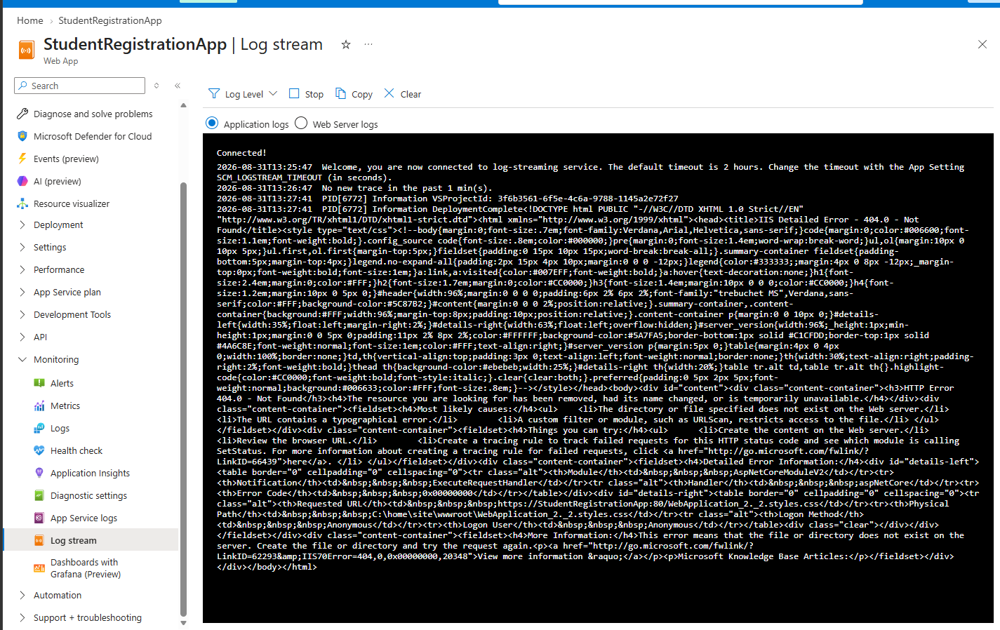 Home › StudentRegistrationApp
StudentRegistrationApp | Log stream ☆ ···
Web App
Search
Diagnose and solve problems
Microsoft Defender for Cloud
Events (preview)
AI (preview)
Resource visualizer
Deployment
Settings
Performance
App Service plan
Development Tools
API
Monitoring
Alerts
Metrics
Logs
Health check
Application Insights
Diagnostic settings
App Service logs
Log stream
Dashboards with
Grafana (Preview)
Automation
Support + troubleshooting
Log Level Stop Copy Clear
Application logs Web Server logs
Connected!
2026-08-31T13:25:47  Welcome, you are now connected to log-streaming service. The default timeout is 2 hours. Change the timeout with the App Setting
SCM_LOGSTREAM_TIMEOUT (in seconds).
2026-08-31T13:26:47  No new trace in the past 1 min(s).
2026-08-31T13:27:41  PID[6772] Information VSProjectId: 3f6b3561-6f5e-4c6a-9788-1145a2e72f27
2026-08-31T13:27:41  PID[6772] Information DeploymentComplete<!DOCTYPE html PUBLIC "-//W3C//DTD XHTML 1.0 Strict//EN"
"http://www.w3.org/TR/xhtml1/DTD/xhtml1-strict.dtd"><html xmlns="http://www.w3.org/1999/xhtml"><head><title>IIS Detailed Error - 404.0 - Not
Found</title><style type="text/css"><!--body{margin:0;font-size:.7em;font-family:Verdana,Arial,Helvetica,sans-serif;}code{margin:0;color:#006600;font-
size:1.1em;font-weight:bold;}.config_source code{font-size:.8em;color:#000000;}pre{margin:0;font-size:1.4em;word-wrap:break-word;}ul,ol{margin:10px 0
10px 5px;}ul.first,ol.first{margin-top:5px;}fieldset{padding:0 15px 10px 15px;word-break:break-all;}.summary-container fieldset{padding-
bottom:5px;margin-top:4px;}legend.no-expand-all{padding:2px 15px 4px 10px;margin:0 0 0 -12px;}legend{color:#333333;;margin:4px 0 8px -12px;_margin-
top:0px;font-weight:bold;font-size:1em;}a:link,a:visited{color:#007EFF;font-weight:bold;}a:hover{text-decoration:none;}h1{font-
size:2.4em;margin:0;color:#FFF;}h2{font-size:1.7em;margin:0;color:#CC0000;}h3{font-size:1.4em;margin:10px 0 0 0;color:#CC0000;}h4{font-
size:1.2em;margin:10px 0 5px 0;}#header{width:96%;margin:0 0 0 0;padding:6px 2% 6px 2%;font-family:"trebuchet MS",Verdana,sans-
serif;color:#FFF;background-color:#5C87B2;}#content{margin:0 0 0 2%;position:relative;}.summary-container,.content-
container{background:#FFF;width:96%;margin-top:8px;padding:10px;position:relative;}.content-container p{margin:0 0 10px 0;}#details-
left{width:35%;float:left;margin-right:2%;}#details-right{width:63%;float:left;overflow:hidden;}#server_version{width:96%;_height:1px;min-
height:1px;margin:0 0 5px 0;padding:11px 2% 8px 2%;color:#FFFFFF;background-color:#5A7FA5;border-bottom:1px solid #C1CFDD;border-top:1px solid
#4A6C8E;font-weight:normal;font-size:1em;color:#FFF;text-align:right;}#server_version p{margin:5px 0;}table{margin:4px 0 4px
0;width:100%;border:none;}td,th{vertical-align:top;padding:3px 0;text-align:left;font-weight:normal;border:none;}th{width:30%;text-align:right;padding-
right:2%;font-weight:bold;}thead th{background-color:#ebebeb;width:25%;}#details-right th{width:20%;}table tr.alt td,table tr.alt th{}.highlight-
code{color:#CC0000;font-weight:bold;font-style:italic;}.clear{clear:both;}.preferred{padding:0 5px 2px 5px;font-
weight:normal;background:#006633;color:#FFF;font-size:.8em;}--></style></head><body><div id="content"><div class="content-container"><h3>HTTP Error
404.0 - Not Found</h3><h4>The resource you are looking for has been removed, had its name changed, or is temporarily unavailable.</h4></div><div
class="content-container"><fieldset><h4>Most likely causes:</h4><ul>    <li>The directory or file specified does not exist on the Web server.</li>
<li>The URL contains a typographical error.</li>        <li>A custom filter or module, such as URLScan, restricts access to the file.</li> </ul>
</fieldset></div><div class="content-container"><fieldset><h4>Things you can try:</h4><ul>      <li>Create the content on the Web server.</li>
<li>Review the browser URL.</li>        <li>Create a tracing rule to track failed requests for this HTTP status code and see which module is calling
SetStatus. For more information about creating a tracing rule for failed requests, click <a href="http://go.microsoft.com/fwlink/?
LinkID=66439">here</a>. </li> </ul></fieldset></div><div class="content-container"><fieldset><h4>Detailed Error Information:</h4><div id="details-left">
<table border="0" cellpadding="0" cellspacing="0"><tr class="alt"><th>Module</th><td>&nbsp;&nbsp;&nbsp;AspNetCoreModuleV2</td></tr><tr>
<th>Notification</th><td>&nbsp;&nbsp;&nbsp;ExecuteRequestHandler</td></tr><tr class="alt"><th>Handler</th><td>&nbsp;&nbsp;&nbsp;aspNetCore</td></tr><tr>
<th>Error Code</th><td>&nbsp;&nbsp;&nbsp;0x00000000</td></tr></table></div><div id="details-right"><table border="0" cellpadding="0" cellspacing="0"><tr
class="alt"><th>Requested URL</th><td>&nbsp;&nbsp;&nbsp;https://StudentRegistrationApp:80/WebApplication_2._2.styles.css</td></tr><tr><th>Physical
Path</th><td>&nbsp;&nbsp;&nbsp;C:\home\site\wwwroot\WebApplication_2._2.styles.css</td></tr><tr class="alt"><th>Logon Method</th>
<td>&nbsp;&nbsp;&nbsp;Anonymous</td></tr><tr><th>Logon User</th><td>&nbsp;&nbsp;&nbsp;Anonymous</td></tr></table><div class="clear"></div></div>
</fieldset></div><div class="content-container"><fieldset><h4>More Information:</h4>This error means that the file or directory does not exist on the
server. Create the file or directory and try the request again.<p><a href="http://go.microsoft.com/fwlink/?
LinkID=62293&amp;IIS70Error=404,0,0x00000000,20348">View more information &raquo;</a></p><p>Microsoft Knowledge Base Articles:</p></fieldset></div>
</div></body></html>